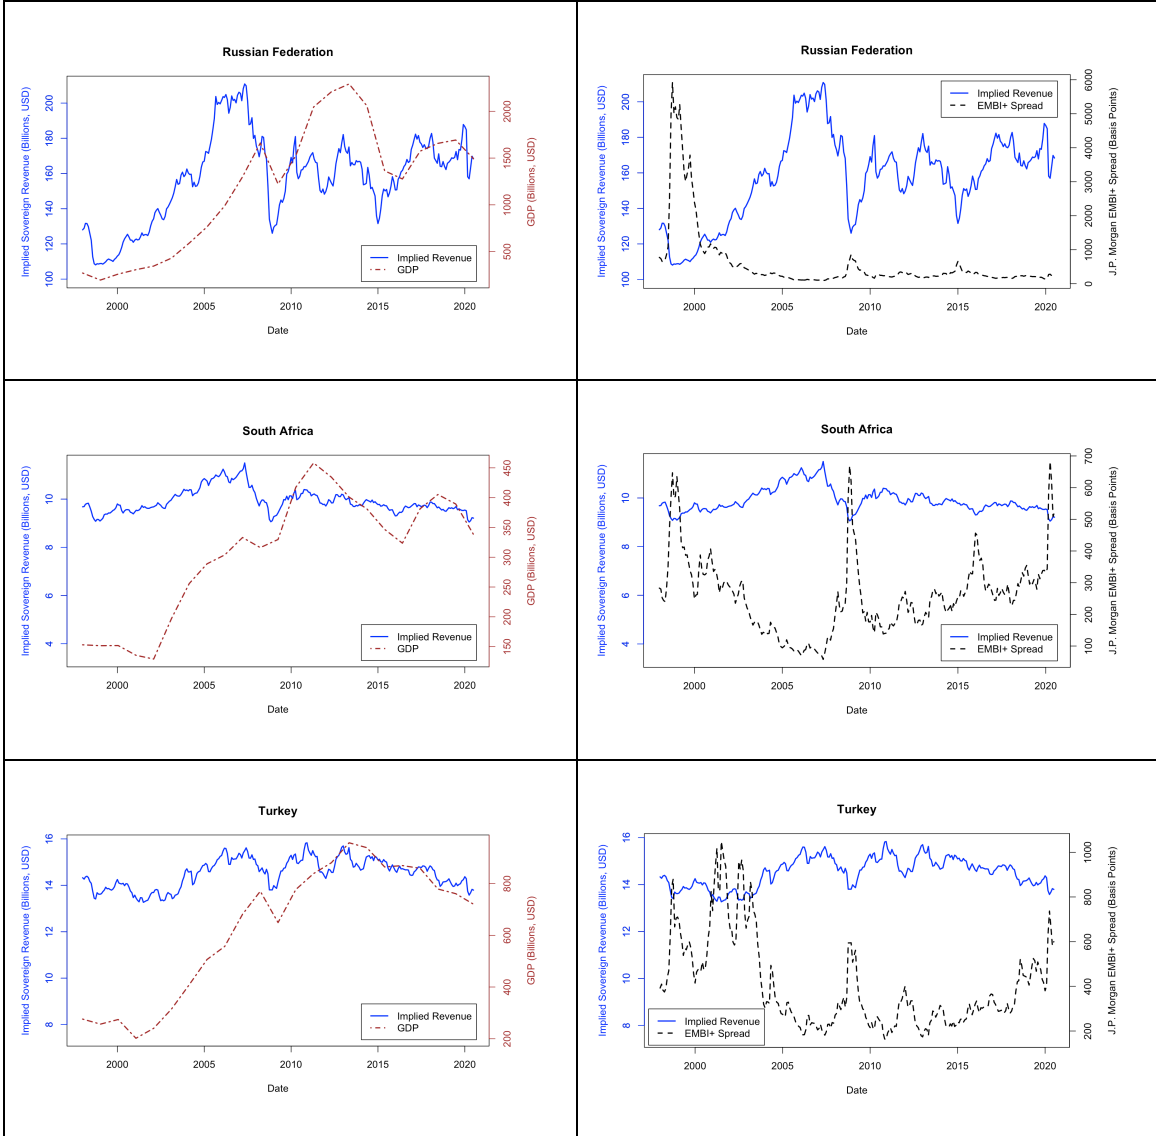 Russian Federation
Implied Sovereign Revenue (Billions, USD)
100 120 140 160 180 200
500 1000 1500 2000
GDP (Billions, USD)
Implied Revenue
GDP
2000 2005 2010 2015 2020
Date
Russian Federation
Implied Sovereign Revenue (Billions, USD)
100 120 140 160 180 200
0 1000 2000 3000 4000 5000 6000
J.P. Morgan EMBI+ Spread (Basis Points)
Implied Revenue
EMBI+ Spread
2000 2005 2010 2015 2020
Date
South Africa
Implied Sovereign Revenue (Billions, USD)
4 6 8 10
150 200 250 300 350 400 450
GDP (Billions, USD)
Implied Revenue
GDP
2000 2005 2010 2015 2020
Date
South Africa
Implied Sovereign Revenue (Billions, USD)
4 6 8 10
100 200 300 400 500 600 700
J.P. Morgan EMBI+ Spread (Basis Points)
Implied Revenue
EMBI+ Spread
2000 2005 2010 2015 2020
Date
Turkey
Implied Sovereign Revenue (Billions, USD)
8 10 12 14 16
200 400 600 800
GDP (Billions, USD)
Implied Revenue
GDP
2000 2005 2010 2015 2020
Date
Turkey
Implied Sovereign Revenue (Billions, USD)
8 10 12 14 16
200 400 600 800 1000
J.P. Morgan EMBI+ Spread (Basis Points)
Implied Revenue
EMBI+ Spread
2000 2005 2010 2015 2020
Date